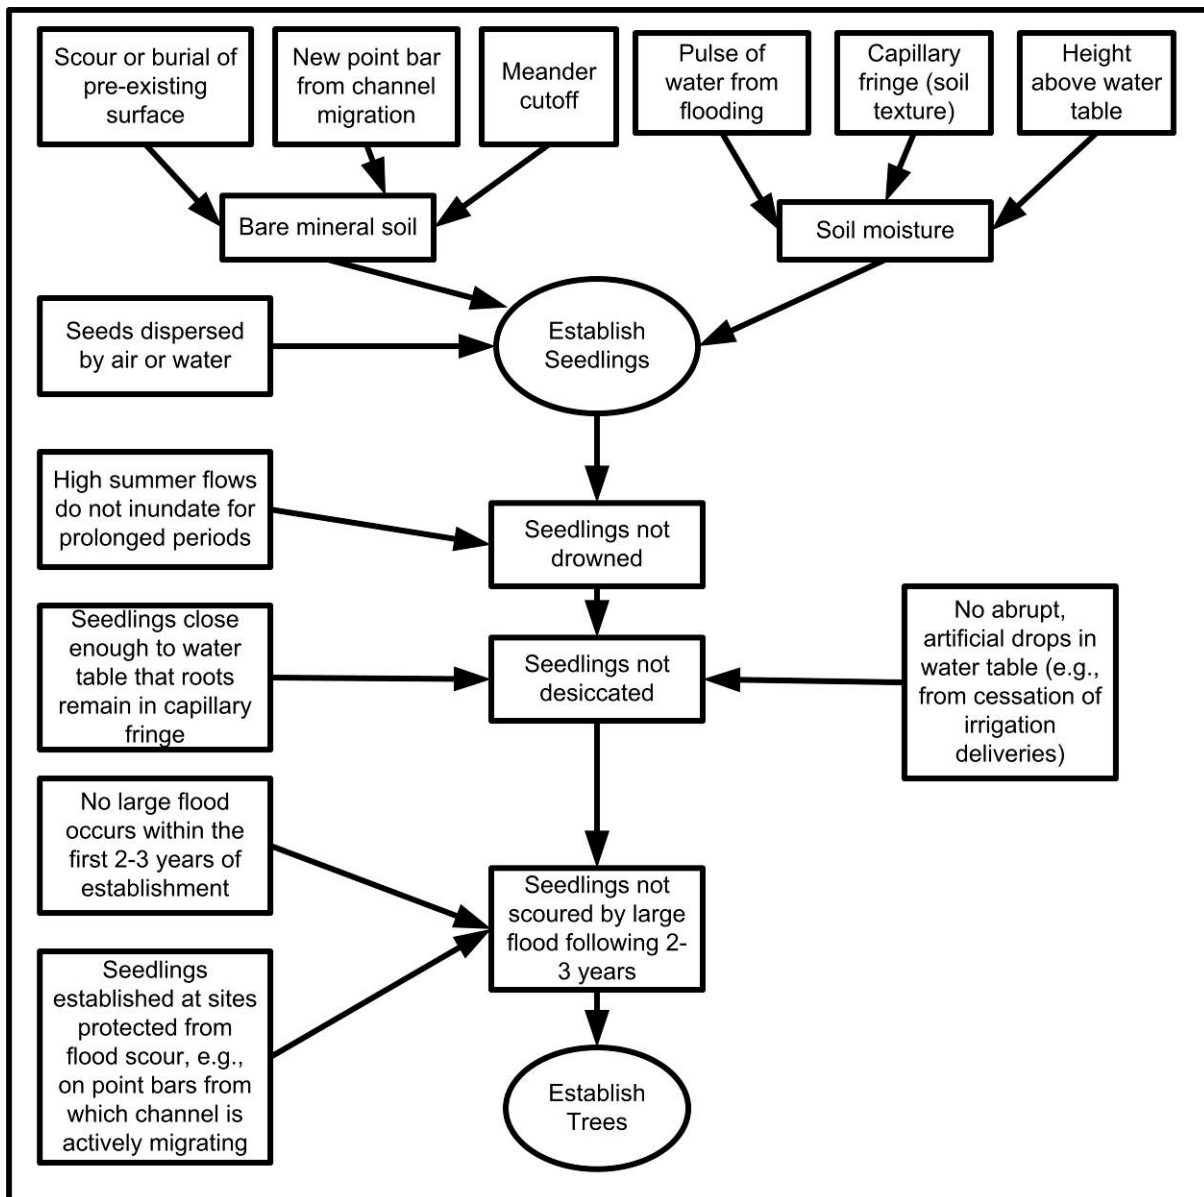 Scour or burial of
pre-existing
surface
New point bar
from channel
migration
Meander
cutoff
Pulse of
water from
flooding
Capillary
fringe (soil
texture)
Height
above water
table
Bare mineral soil
Soil moisture
Seeds dispersed
by air or water
Establish
Seedlings
High summer flows
do not inundate for
prolonged periods
Seedlings not
drowned
Seedlings close
enough to water
table that roots
remain in capillary
fringe
Seedlings not
desiccated
No abrupt,
artificial drops in
water table (e.g.,
from cessation of
irrigation
deliveries)
No large flood
occurs within the
first 2-3 years of
establishment
Seedlings not
scoured by large
flood following 2-
3 years
Seedlings
established at sites
protected from
flood scour, e.g.,
on point bars from
which channel is
actively migrating
Establish
Trees